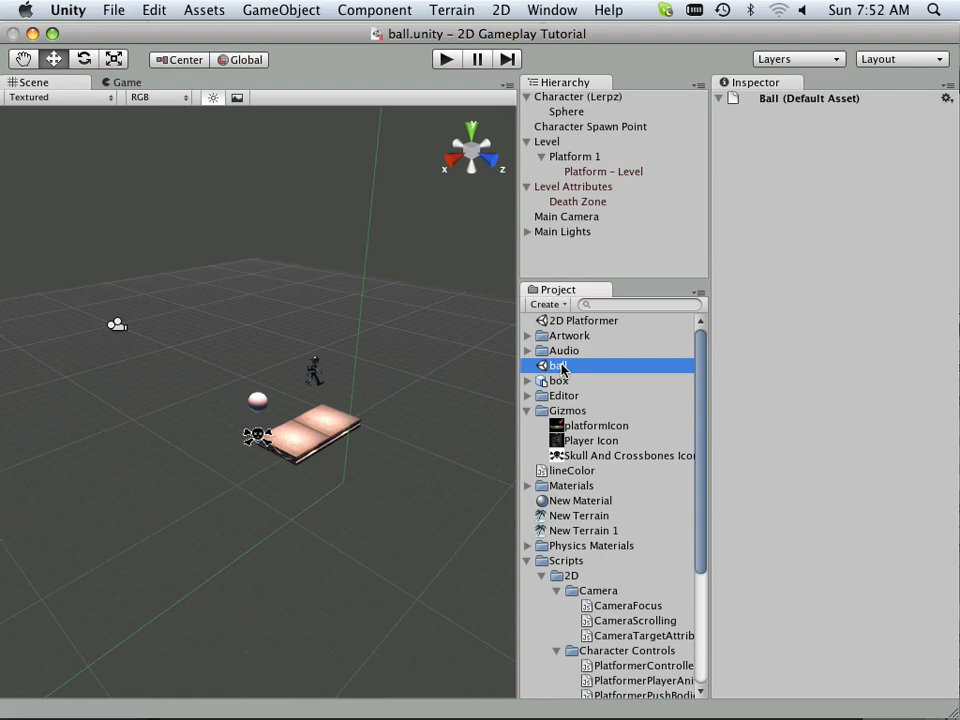 Unity File Edit Assets GameObject Component Terrain 2D Window Help Sun 7:52 AM
ball.unity – 2D Gameplay Tutorial
Center Global Layers Layout
Scene Game
Textured RGB
Hierarchy
Character (Lerpz)
Sphere
Character Spawn Point
Level
Platform 1
Platform – Level
Level Attributes
Death Zone
Main Camera
Main Lights
Inspector
Ball (Default Asset)
y
x
z
Project
Create
2D Platformer
Artwork
Audio
ball
box
Editor
Gizmos
platformIcon
Player Icon
Skull And Crossbones Icon
lineColor
Materials
New Material
New Terrain
New Terrain 1
Physics Materials
Scripts
2D
Camera
CameraFocus
CameraScrolling
CameraTargetAttrib
Character Controls
PlatformerControlle
PlatformerPlayerAni
PlatformerPushBodi